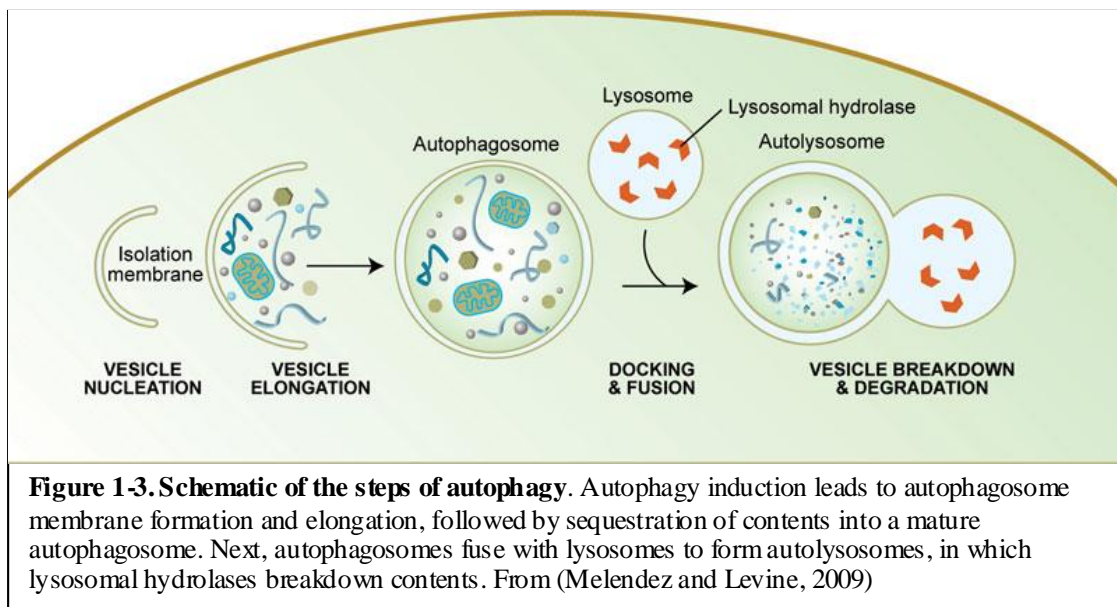 Lysosome
Lysosomal hydrolase
Autophagosome
Autolysosome
Isolation
membrane
VESICLE
NUCLEATION
VESICLE
ELONGATION
DOCKING
& FUSION
VESICLE BREAKDOWN
& DEGRADATION
Figure 1-3. Schematic of the steps of autophagy. Autophagy induction leads to autophagosome
membrane formation and elongation, followed by sequestration of contents into a mature
autophagosome. Next, autophagosomes fuse with lysosomes to form autolysosomes, in which
lysosomal hydrolases breakdown contents. From (Melendez and Levine, 2009)